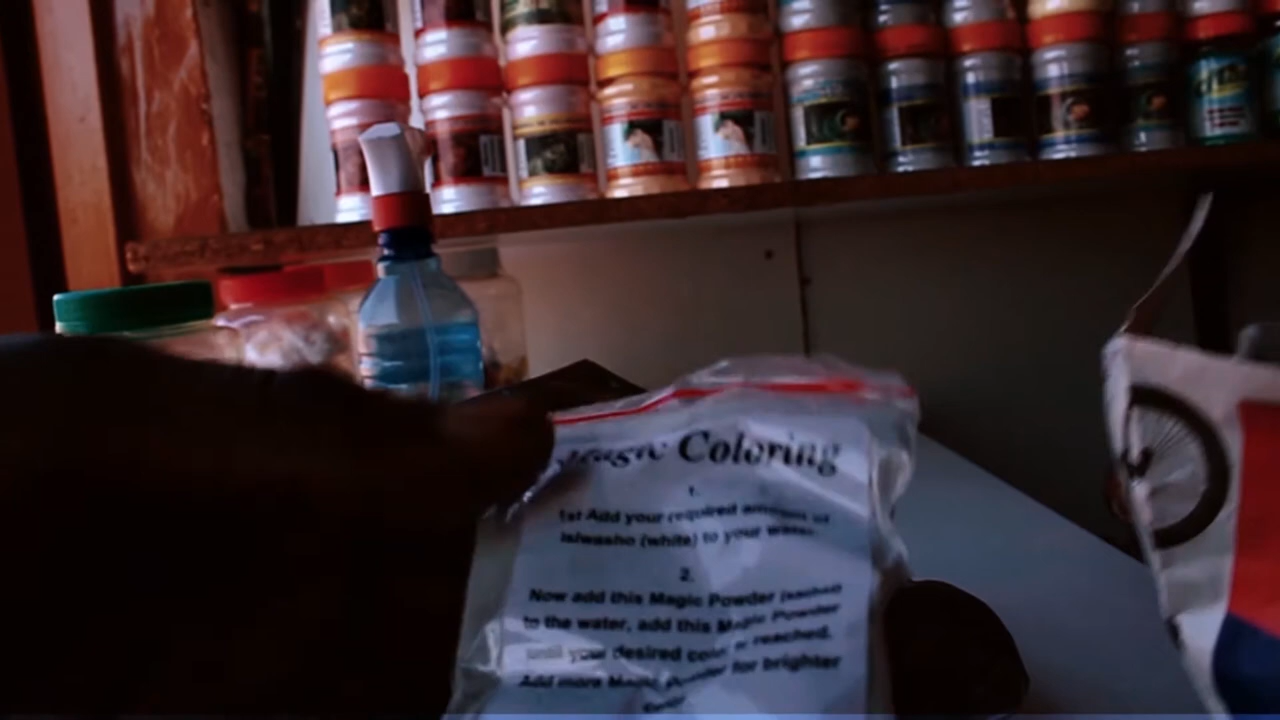 Magic Coloring
1.
1st Add your required amount of
isiwasho (white) to your water.
2.
Now add this Magic Powder (sachet)
to the water, add this Magic Powder
until your desired color is reached.
Add more Magic Powder for brighter